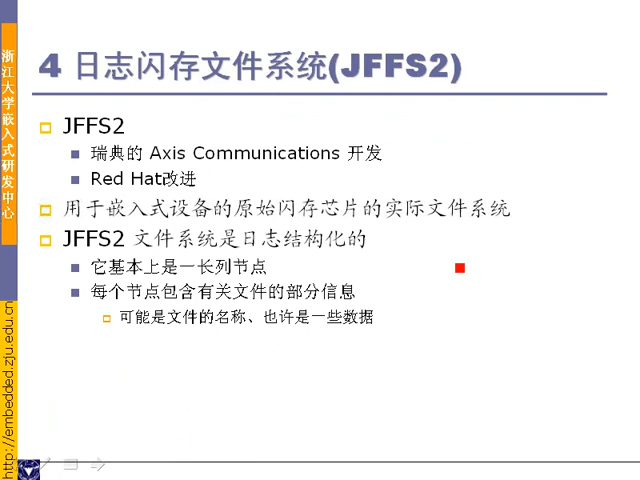 4 日志闪存文件系统(JFFS2)
JFFS2
瑞典的 Axis Communications 开发
Red Hat改进
用于嵌入式设备的原始闪存芯片的实际文件系统
JFFS2 文件系统是日志结构化的
它基本上是一长列节点
每个节点包含有关文件的部分信息
可能是文件的名称、也许是一些数据
浙江大学嵌入式研发中心
http://embedded.zju.edu.cn